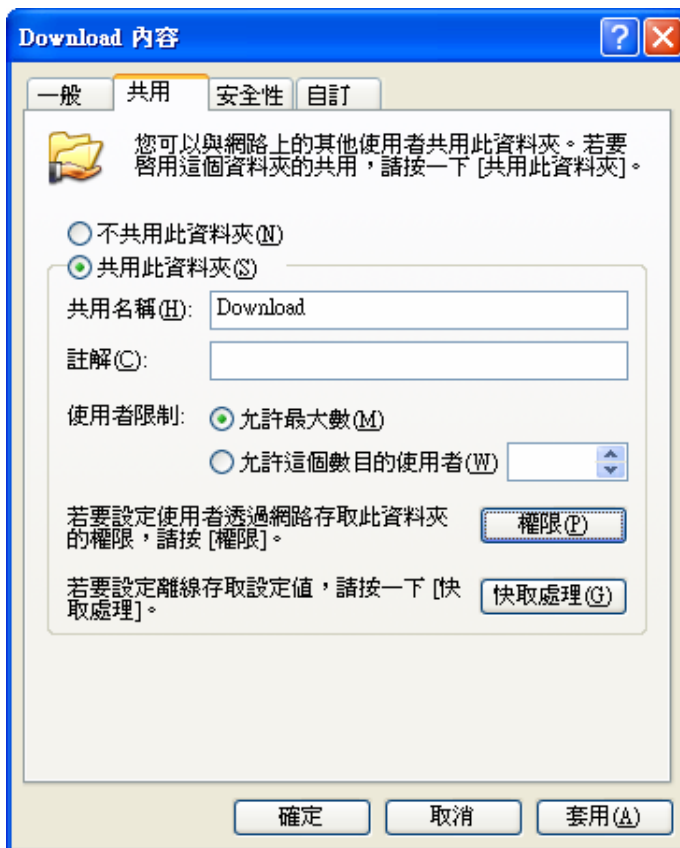 Download 內容
一般 共用 安全性 自訂
您可以與網路上的其他使用者共用此資料夾。若要
啓用這個資料夾的共用，請按一下 [共用此資料夾]。
不共用此資料夾(N)
共用此資料夾(S)
共用名稱(H): Download
註解(C):
使用者限制: 允許最大數(M)
允許這個數目的使用者(W)
若要設定使用者透過網路存取此資料夾
的權限，請按 [權限]。
權限(P)
若要設定離線存取設定值，請按一下 [快
取處理]。
快取處理(G)
確定 取消 套用(A)